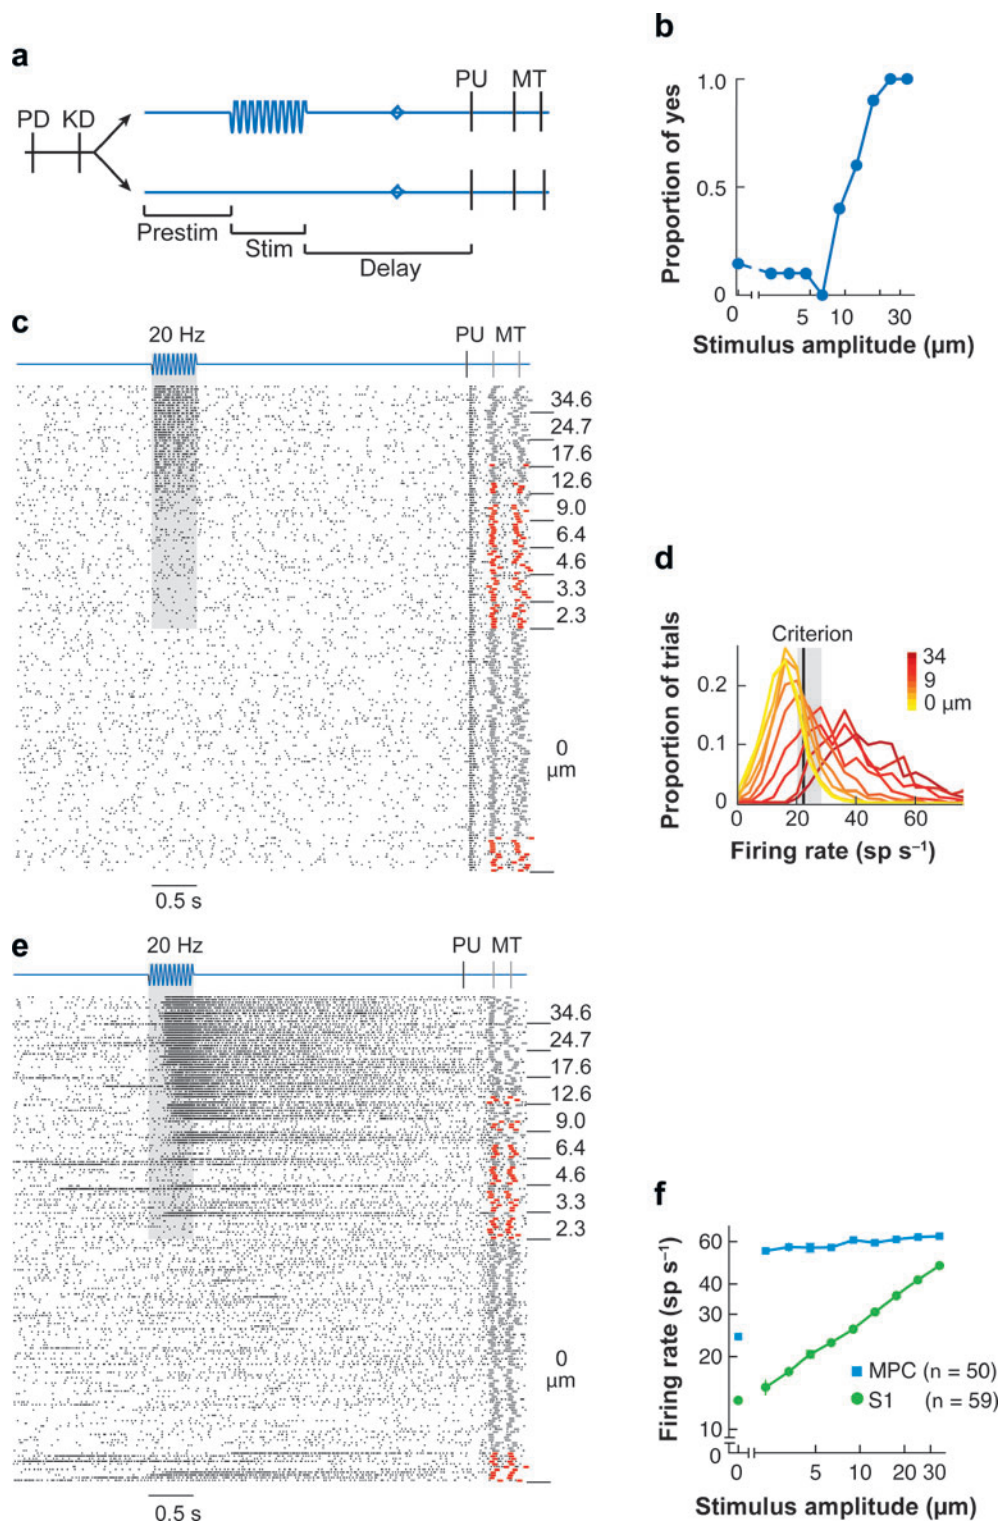 a
PD KD
PU MT
Prestim
Stim
Delay
b
Proportion of yes
1.0
0.5
0
0 5 10 30
Stimulus amplitude (µm)
c
20 Hz
PU MT
34.6
24.7
17.6
12.6
9.0
6.4
4.6
3.3
2.3
0
µm
0.5 s
d
Criterion
Proportion of trials
0.2
0.1
0
0 20 40 60
Firing rate (sp s⁻¹)
34
9
0 µm
e
20 Hz
PU MT
34.6
24.7
17.6
12.6
9.0
6.4
4.6
3.3
2.3
0
µm
0.5 s
f
Firing rate (sp s⁻¹)
60
40
30
20
10
0
MPC (n = 50)
S1 (n = 59)
0 5 10 20 30
Stimulus amplitude (µm)